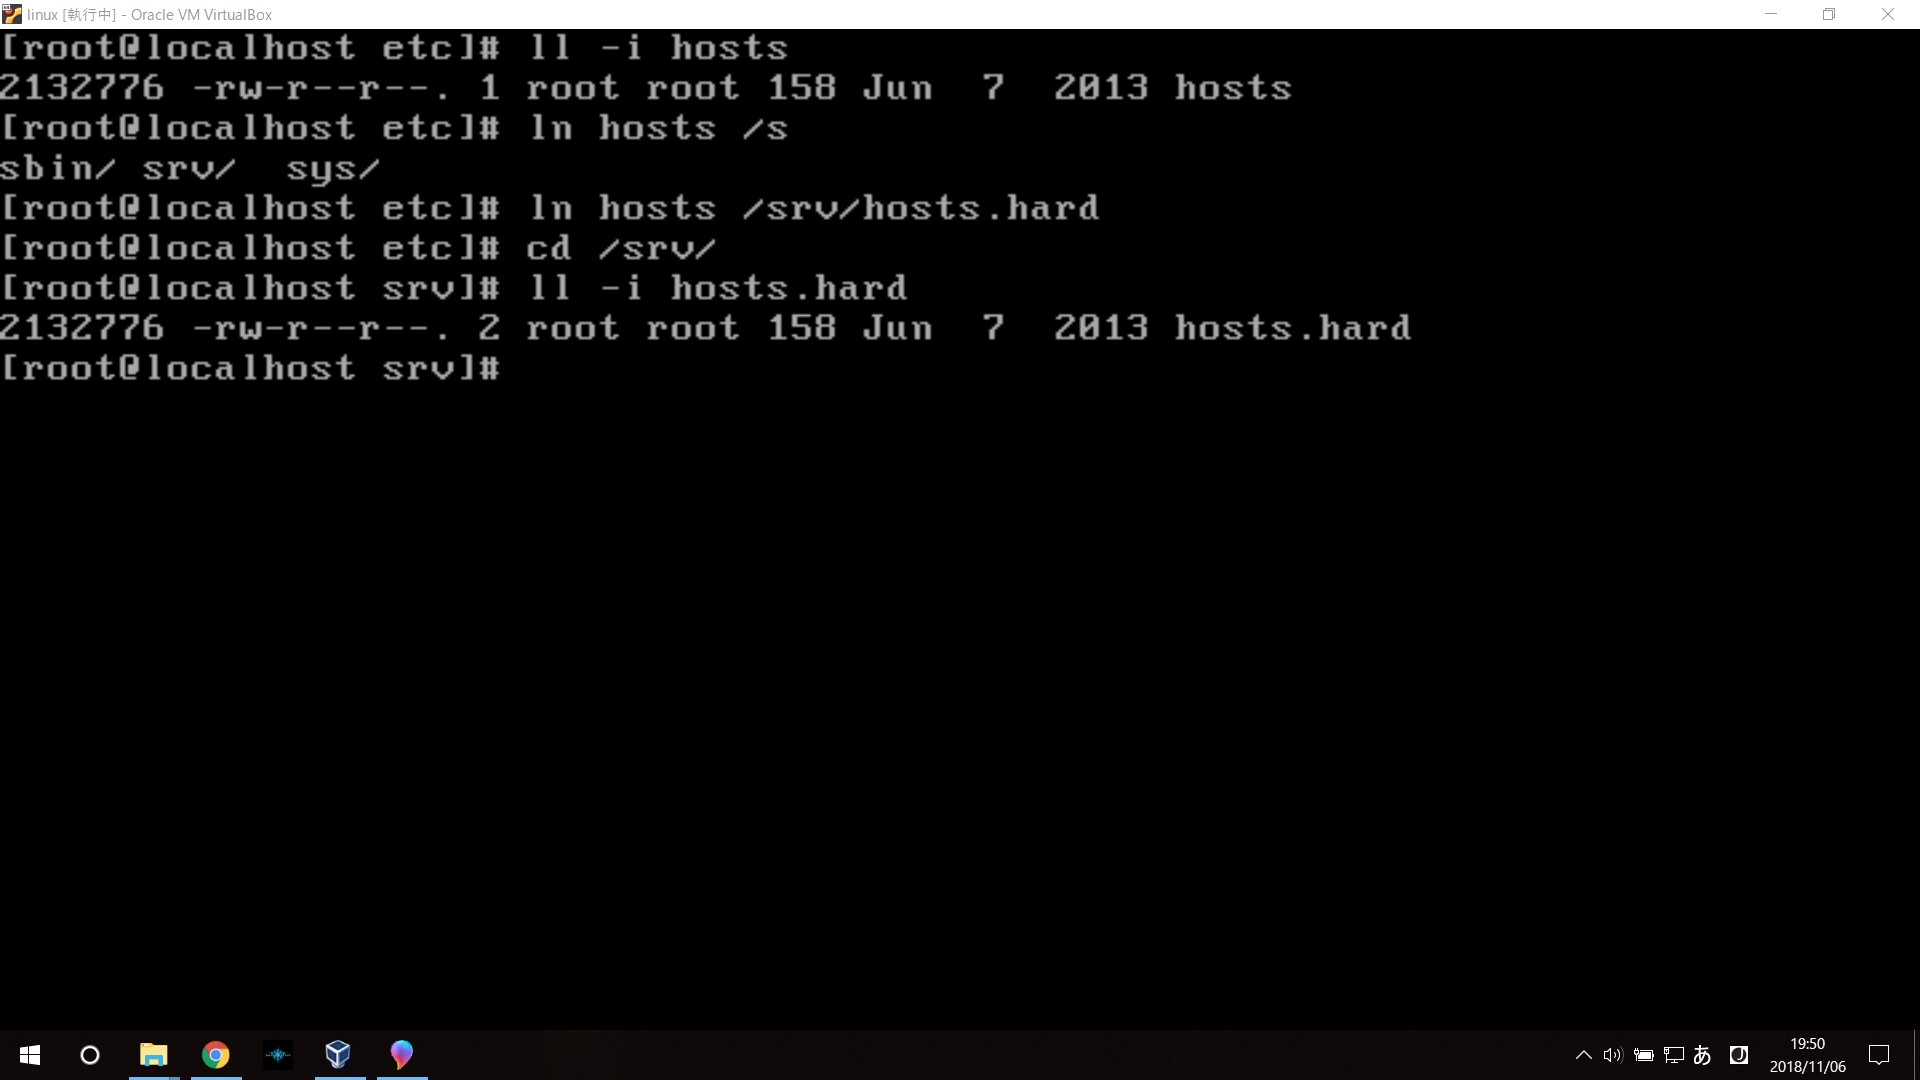 linux [執行中] - Oracle VM VirtualBox
[root@localhost etc]# ll -i hosts
2132776 -rw-r--r--. 1 root root 158 Jun  7  2013 hosts
[root@localhost etc]# ln hosts /s
sbin/ srv/  sys/
[root@localhost etc]# ln hosts /srv/hosts.hard
[root@localhost etc]# cd /srv/
[root@localhost srv]# ll -i hosts.hard
2132776 -rw-r--r--. 2 root root 158 Jun  7  2013 hosts.hard
[root@localhost srv]#
あ
19:50
2018/11/06